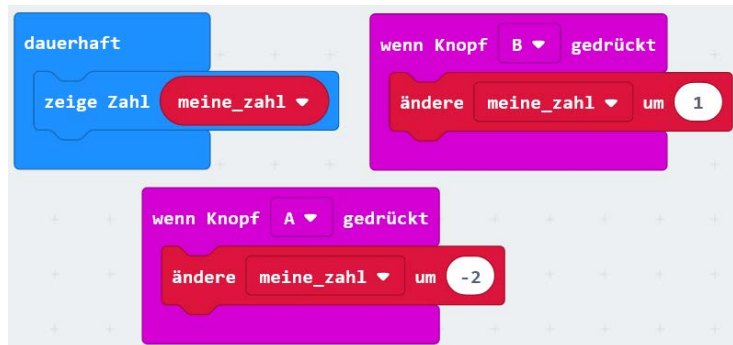 dauerhaft
zeige Zahl meine_zahl
wenn Knopf B gedrückt
ändere meine_zahl um 1
wenn Knopf A gedrückt
ändere meine_zahl um -2